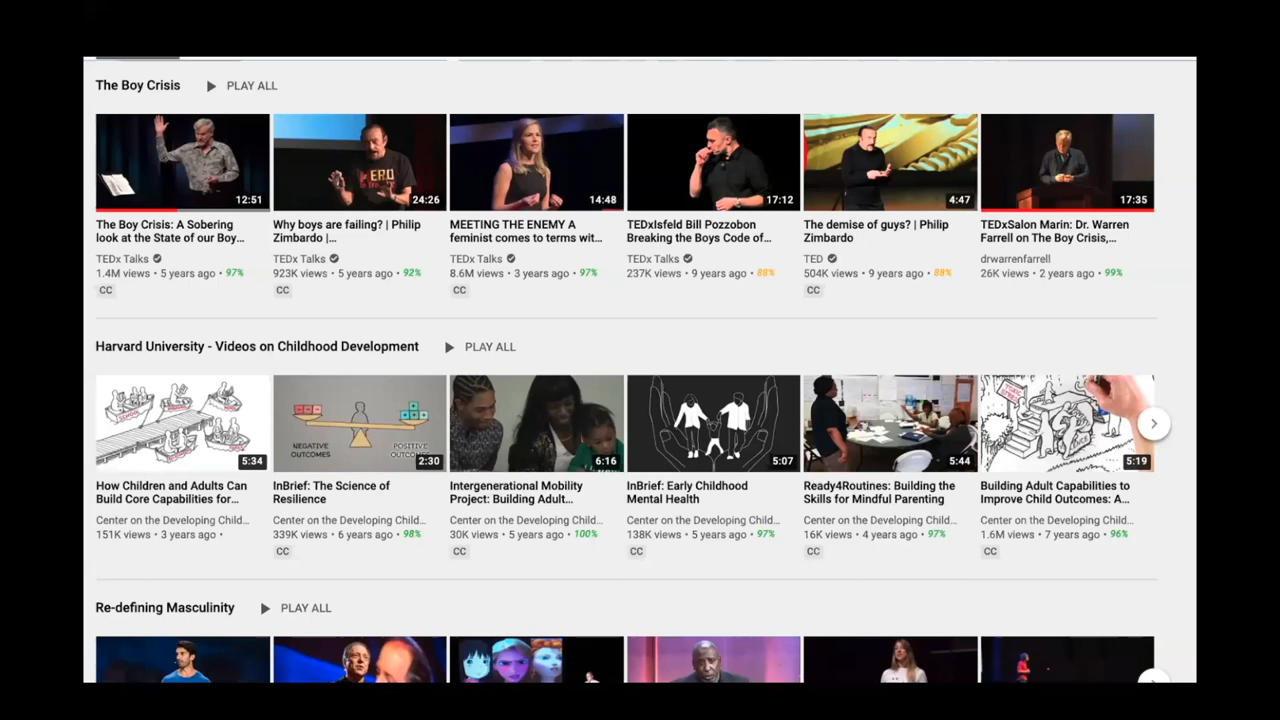 The Boy Crisis
PLAY ALL
12:51
24:26
14:48
17:12
4:47
17:35
The Boy Crisis: A Sobering
look at the State of our Boy...
TEDx Talks
1.4M views • 5 years ago • 97%
CC
Why boys are failing? | Philip
Zimbardo |...
TEDx Talks
923K views • 5 years ago • 92%
CC
MEETING THE ENEMY A
feminist comes to terms wit...
TEDx Talks
8.6M views • 3 years ago • 97%
CC
TEDxIsfeld Bill Pozzobon
Breaking the Boys Code of...
TEDx Talks
237K views • 9 years ago • 88%
The demise of guys? | Philip
Zimbardo
TED
504K views • 9 years ago • 88%
CC
TEDxSalon Marin: Dr. Warren
Farrell on The Boy Crisis,...
drwarrenfarrell
26K views • 2 years ago • 99%
Harvard University - Videos on Childhood Development
PLAY ALL
5:34
NEGATIVE
OUTCOMES
POSITIVE
2:30
6:16
5:07
5:44
5:19
How Children and Adults Can
Build Core Capabilities for...
Center on the Developing Child...
151K views • 3 years ago •
InBrief: The Science of
Resilience
Center on the Developing Child...
339K views • 6 years ago • 98%
CC
Intergenerational Mobility
Project: Building Adult...
Center on the Developing Child...
30K views • 5 years ago • 100%
CC
InBrief: Early Childhood
Mental Health
Center on the Developing Child...
138K views • 5 years ago • 97%
CC
Ready4Routines: Building the
Skills for Mindful Parenting
Center on the Developing Child...
16K views • 4 years ago • 97%
CC
Building Adult Capabilities to
Improve Child Outcomes: A...
Center on the Developing Child...
1.6M views • 7 years ago • 96%
CC
Re-defining Masculinity
PLAY ALL